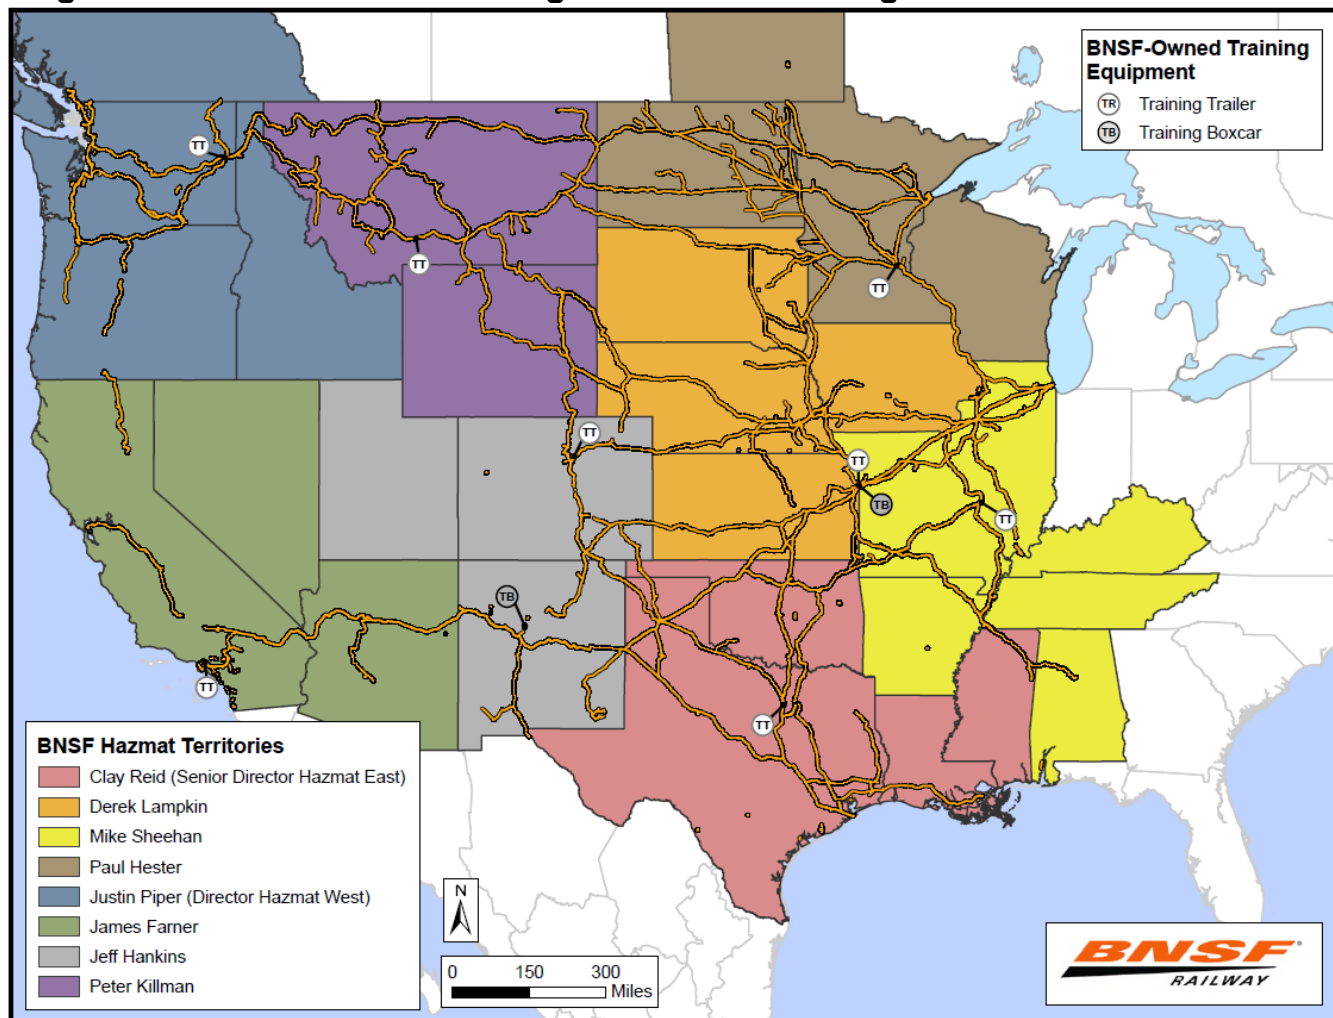 BNSF-Owned Training
Equipment
TR Training Trailer
TB Training Boxcar
TT
TT
TT
TT
TT
TB
TT
TB
TT
TT
BNSF Hazmat Territories
Clay Reid (Senior Director Hazmat East)
Derek Lampkin
Mike Sheehan
Paul Hester
Justin Piper (Director Hazmat West)
James Farner
Jeff Hankins
Peter Killman
N
0 150 300
Miles
BNSF
RAILWAY